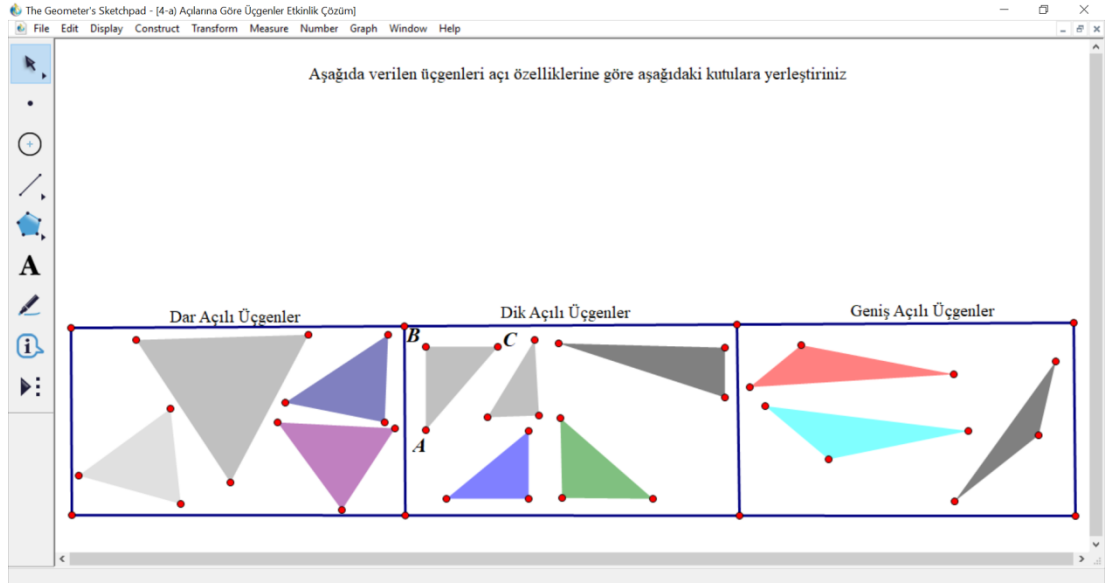 The Geometer's Sketchpad - [4-a) Açılarına Göre Üçgenler Etkinlik Çözüm]
File Edit Display Construct Transform Measure Number Graph Window Help
Aşağıda verilen üçgenleri açı özelliklerine göre aşağıdaki kutulara yerleştiriniz
A
Dar Açılı Üçgenler
Dik Açılı Üçgenler
Geniş Açılı Üçgenler
B
C
A